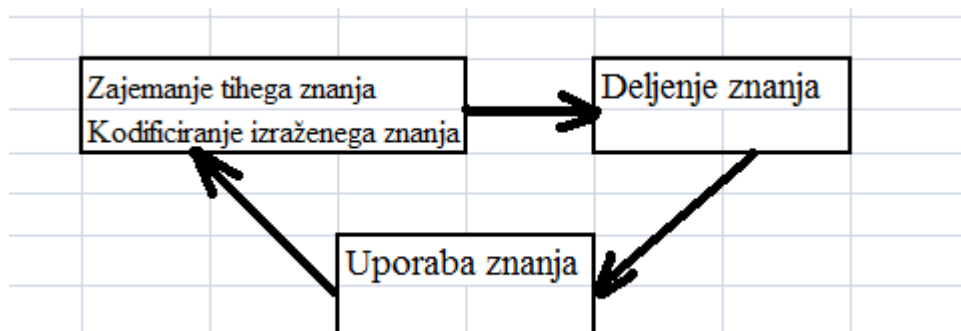 Zajemanje tihega znanja
Kodificiranje izraženega znanja
Deljenje znanja
Uporaba znanja